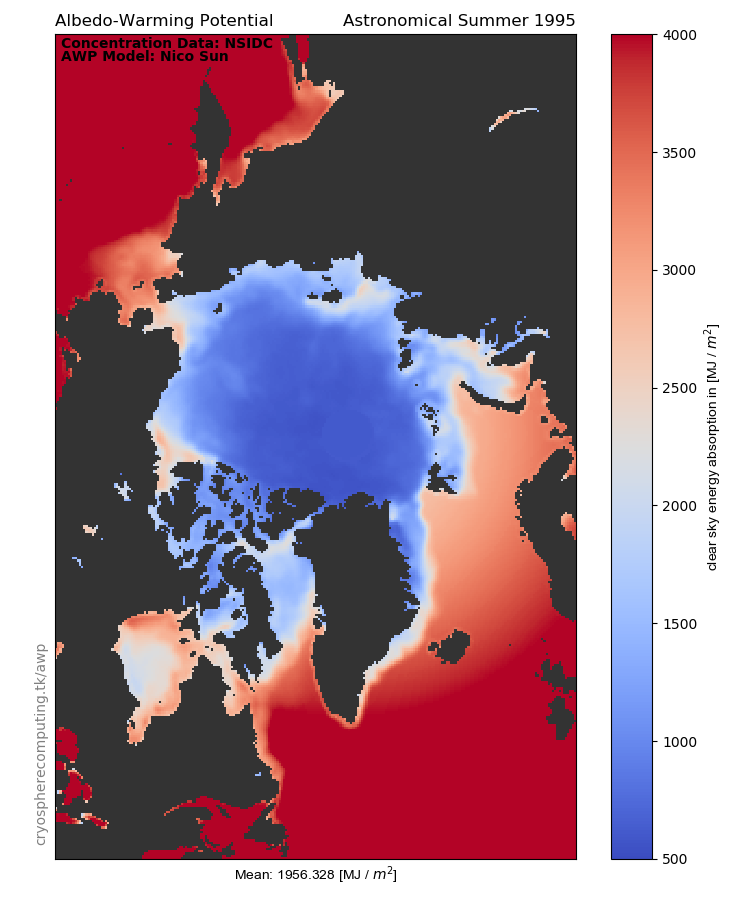 Albedo-Warming Potential Astronomical Summer 1995
Concentration Data: NSIDC
AWP Model: Nico Sun
4000
3500
3000
2500
2000
1500
1000
500
clear sky energy absorption in [MJ / m²]
cryospherecomputing.tk/awp
Mean: 1956.328 [MJ / m²]